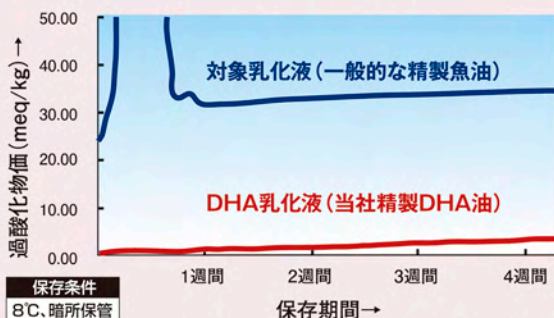 過酸化物価(meq/kg)→
50.00
40.00
30.00
20.00
10.00
0.00
対象乳化液(一般的な精製魚油)
DHA乳化液(当社精製DHA油)
1週間
2週間
3週間
4週間
保存期間→
保存条件
8℃、暗所保管